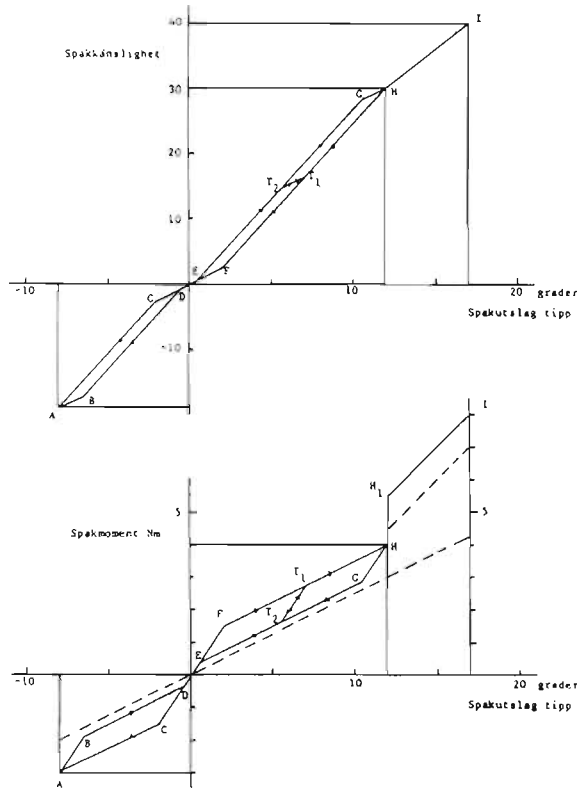 40
I
Spakkänslighet
30
G
H
20
T2
T1
10
E
F
-10
10
20
grader
C
D
Spakutslag tipp
-10
B
A
I
H1
5
5
Spakmoment Nm
H
T1
G
F
T2
E
-10
10
20
grader
D
Spakutslag tipp
B
C
A